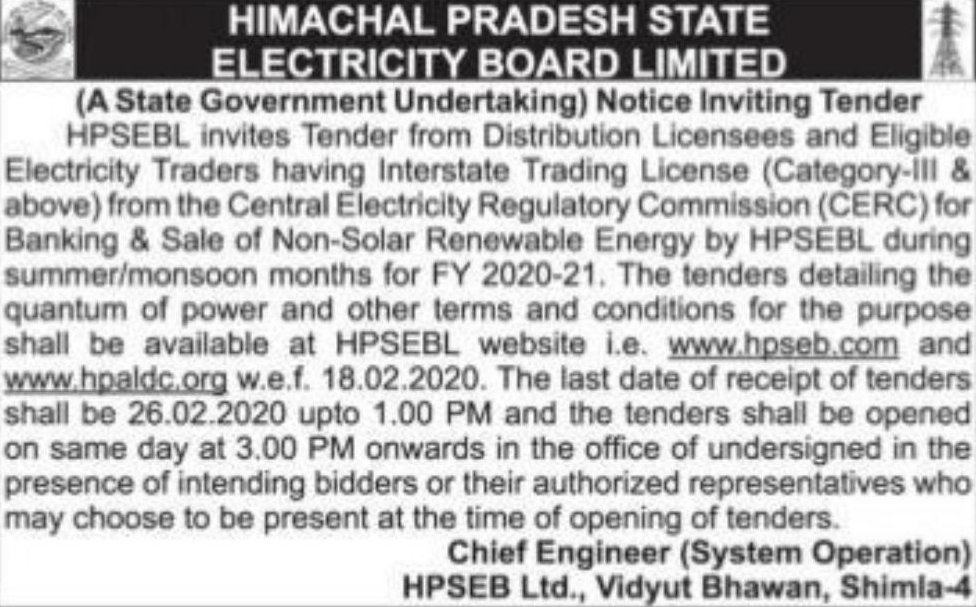 HIMACHAL PRADESH STATE
ELECTRICITY BOARD LIMITED
(A State Government Undertaking) Notice Inviting Tender
HPSEBL invites Tender from Distribution Licensees and Eligible
Electricity Traders having Interstate Trading License (Category-III &
above) from the Central Electricity Regulatory Commission (CERC) for
Banking & Sale of Non-Solar Renewable Energy by HPSEBL during
summer/monsoon months for FY 2020-21. The tenders detailing the
quantum of power and other terms and conditions for the purpose
shall be available at HPSEBL website i.e. www.hpseb.com and
www.hpaldc.org w.e.f. 18.02.2020. The last date of receipt of tenders
shall be 26.02.2020 upto 1.00 PM and the tenders shall be opened
on same day at 3.00 PM onwards in the office of undersigned in the
presence of intending bidders or their authorized representatives who
may choose to be present at the time of opening of tenders.
Chief Engineer (System Operation)
HPSEB Ltd., Vidyut Bhawan, Shimla-4